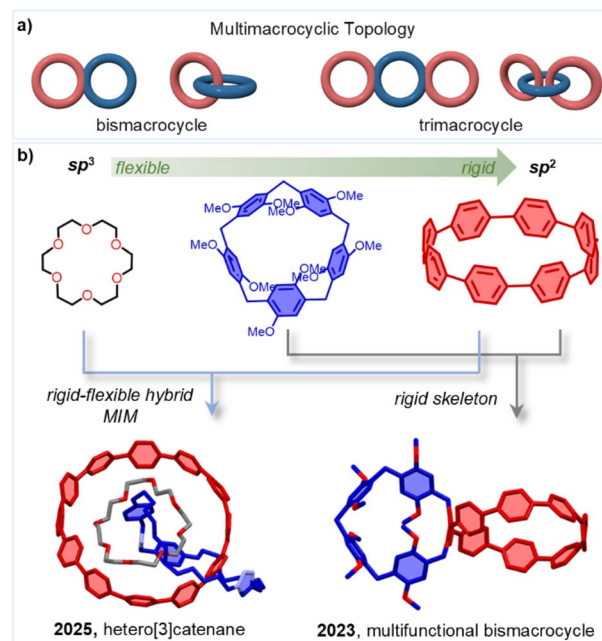 a)
Multimacrocyclic Topology
bismacrocycle
trimacrocycle
b)
sp³
flexible
rigid
sp²
O
O
O
O
O
O
OMe
MeO
OMe
MeO
OMe
MeO
OMe
OMe
MeO
MeO
rigid-flexible hybrid
MIM
rigid skeleton
2025, hetero[3]catenane
2023, multifunctional bismacrocycle